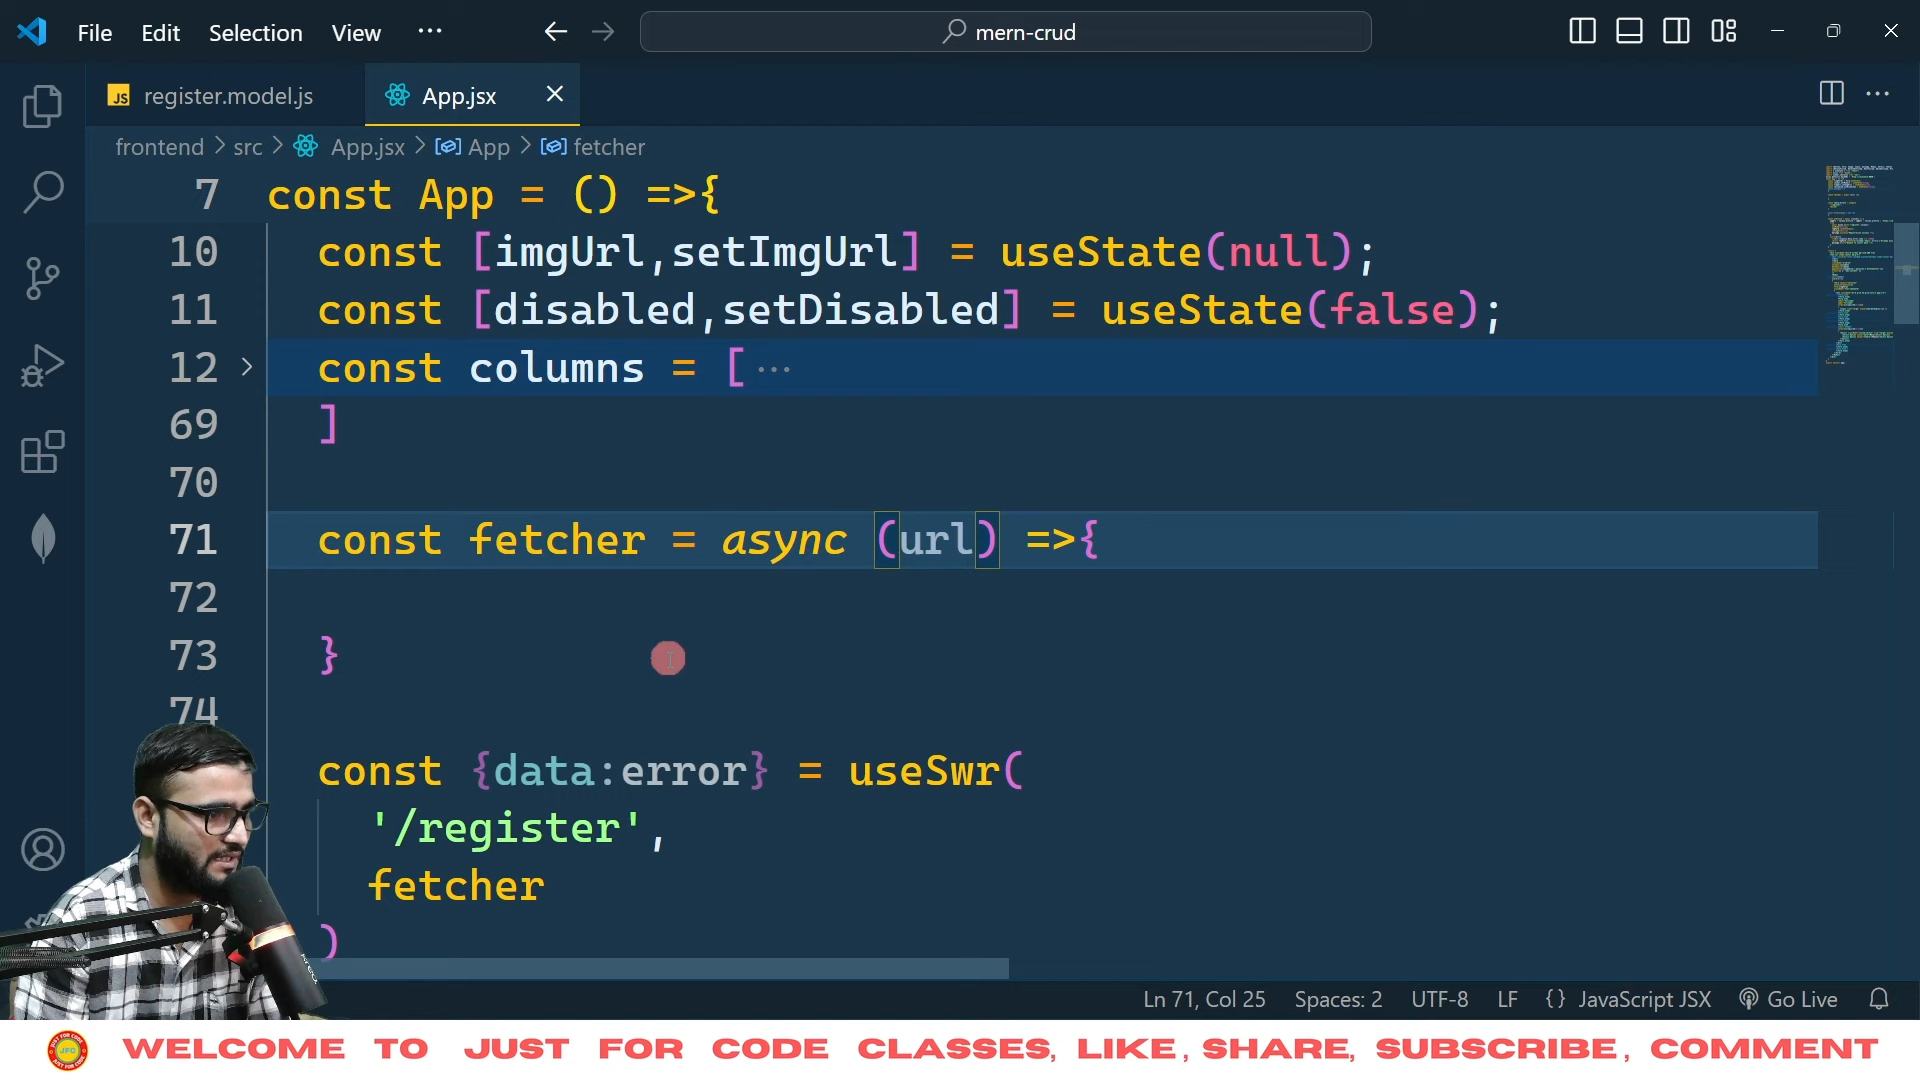 File Edit Selection View ··· mern-crud
register.model.js App.jsx
frontend > src > App.jsx > App > fetcher
7 const App = () =>{
10 const [imgUrl,setImgUrl] = useState(null);
11 const [disabled,setDisabled] = useState(false);
12 const columns = [···
69 ]
70
71 const fetcher = async (url) =>{
72
73 }
74
const {data:error} = useSwr(
'/register',
fetcher
)
Ln 71, Col 25 Spaces: 2 UTF-8 LF {} JavaScript JSX Go Live
WELCOME TO JUST FOR CODE CLASSES, LIKE, SHARE, SUBSCRIBE, COMMENT